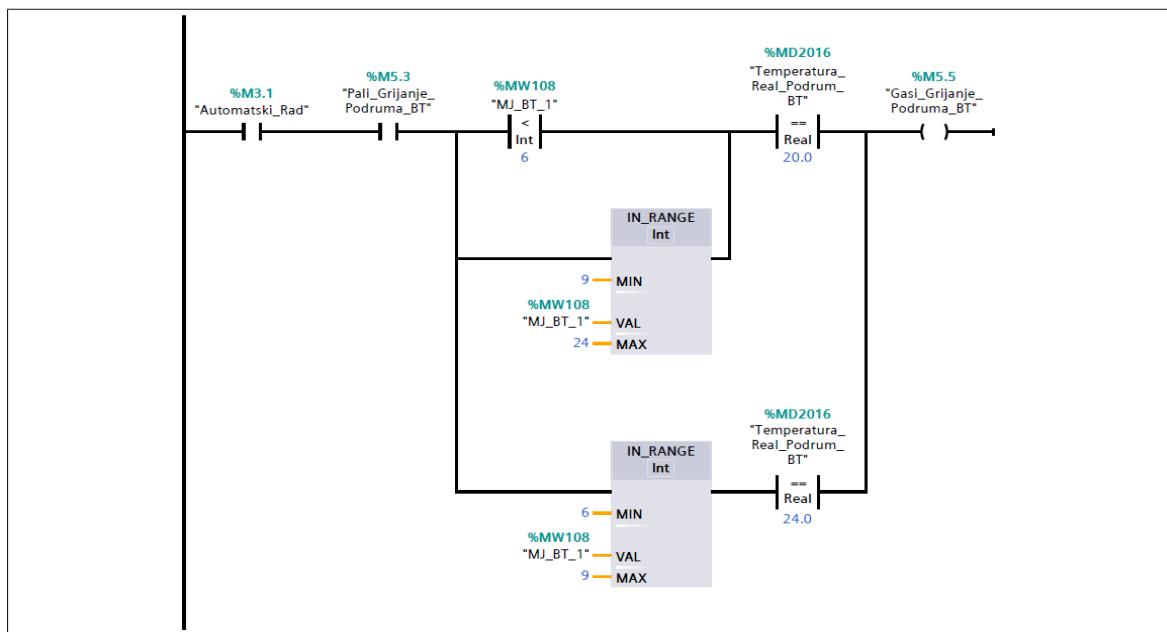 %M3.1
"Automatski_Rad"
%M5.3
"Pali_Grijanje_
Podruma_BT"
%MW108
"MJ_BT_1"
<
Int
6
%MD2016
"Temperatura_
Real_Podrum_
BT"
==
Real
20.0
%M5.5
"Gasi_Grijanje_
Podruma_BT"
IN_RANGE
Int
9
MIN
%MW108
"MJ_BT_1"
VAL
24
MAX
IN_RANGE
Int
6
MIN
%MW108
"MJ_BT_1"
VAL
9
MAX
%MD2016
"Temperatura_
Real_Podrum_
BT"
==
Real
24.0